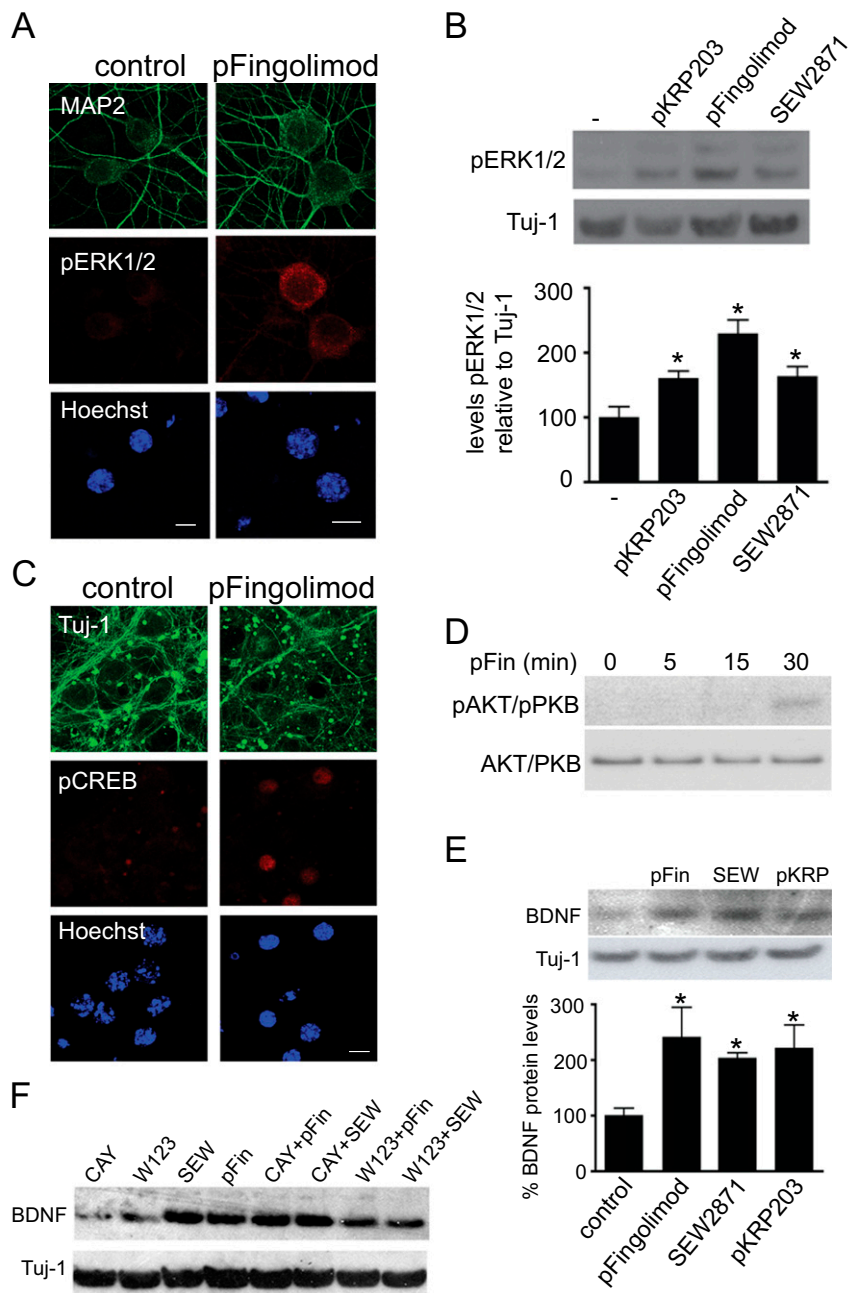 A
control pFingolimod
MAP2
pERK1/2
Hoechst
B
- pKRP203 pFingolimod SEW2871
pERK1/2
Tuj-1
levels pERK1/2
relative to Tuj-1
300
200
100
0
- pKRP203 pFingolimod SEW2871
C
control pFingolimod
Tuj-1
pCREB
Hoechst
D
pFin (min) 0 5 15 30
pAKT/pPKB
AKT/PKB
E
pFin SEW pKRP
BDNF
Tuj-1
% BDNF protein levels
300
200
100
0
* * *
control pFingolimod SEW2871 pKRP203
F
CAY W123 SEW pFin CAY+pFin CAY+SEW W123+pFin W123+SEW
BDNF
Tuj-1